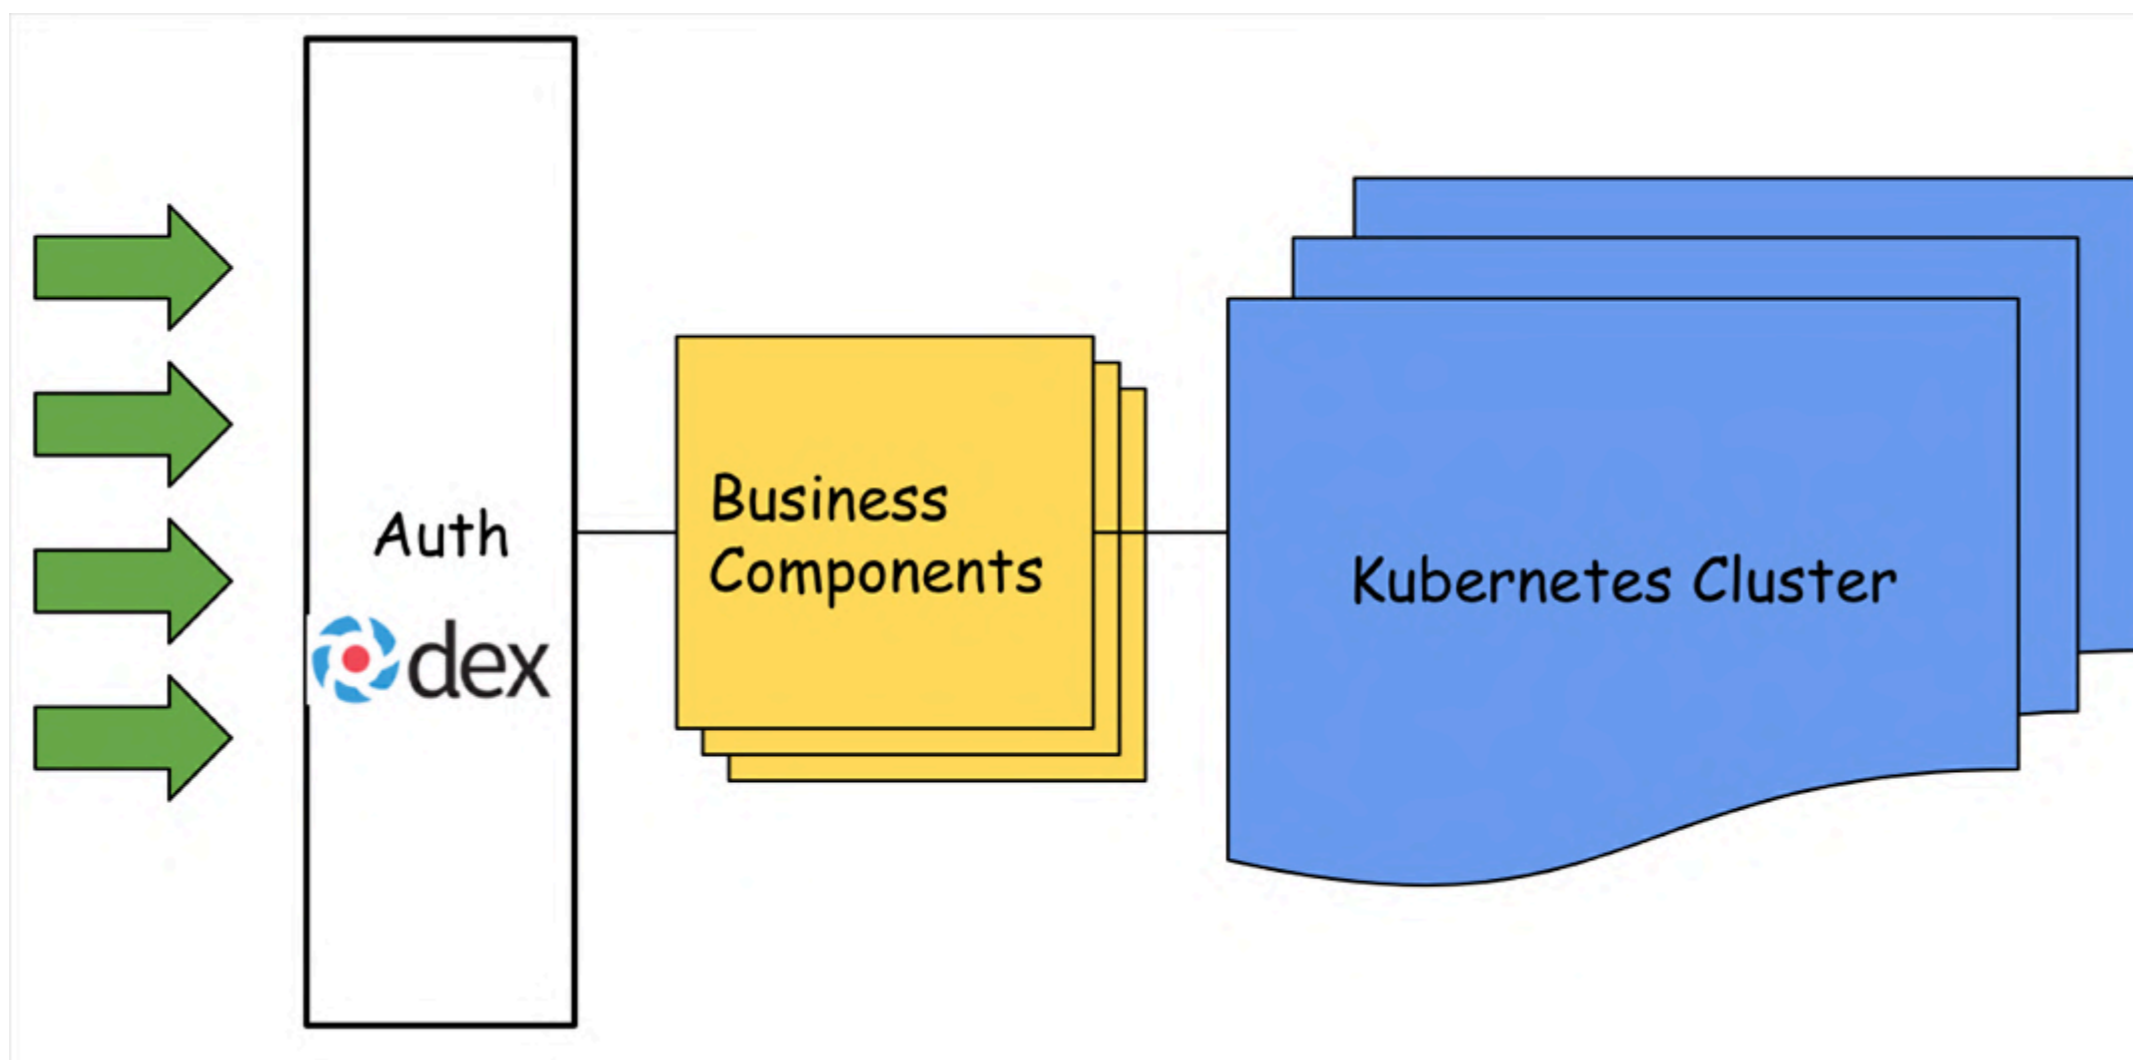 Auth
dex
Business
Components
Kubernetes Cluster